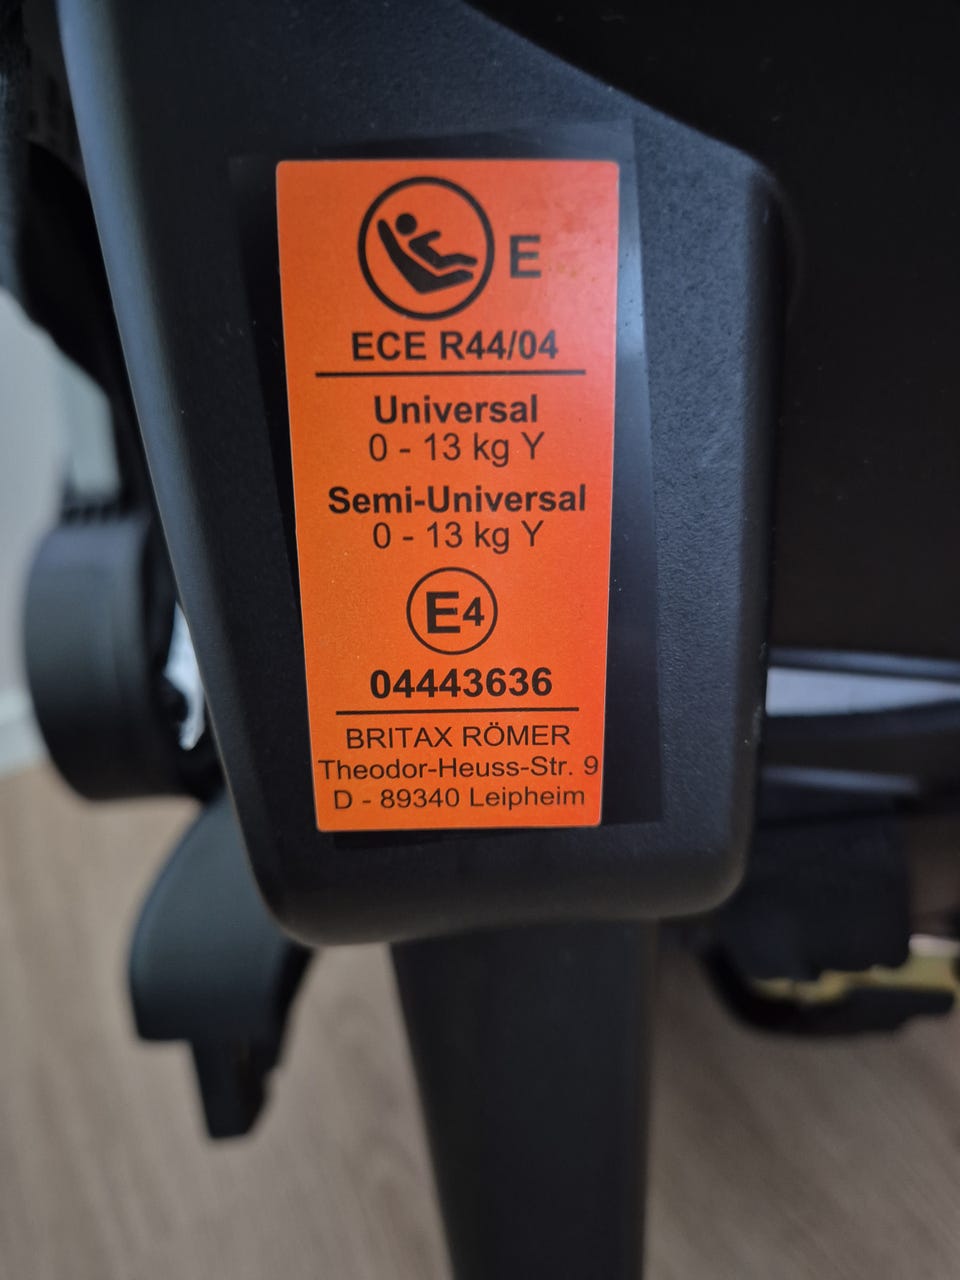 E
ECE R44/04
Universal
0 - 13 kg Y
Semi-Universal
0 - 13 kg Y
E4
04443636
BRITAX RÖMER
Theodor-Heuss-Str. 9
D - 89340 Leipheim